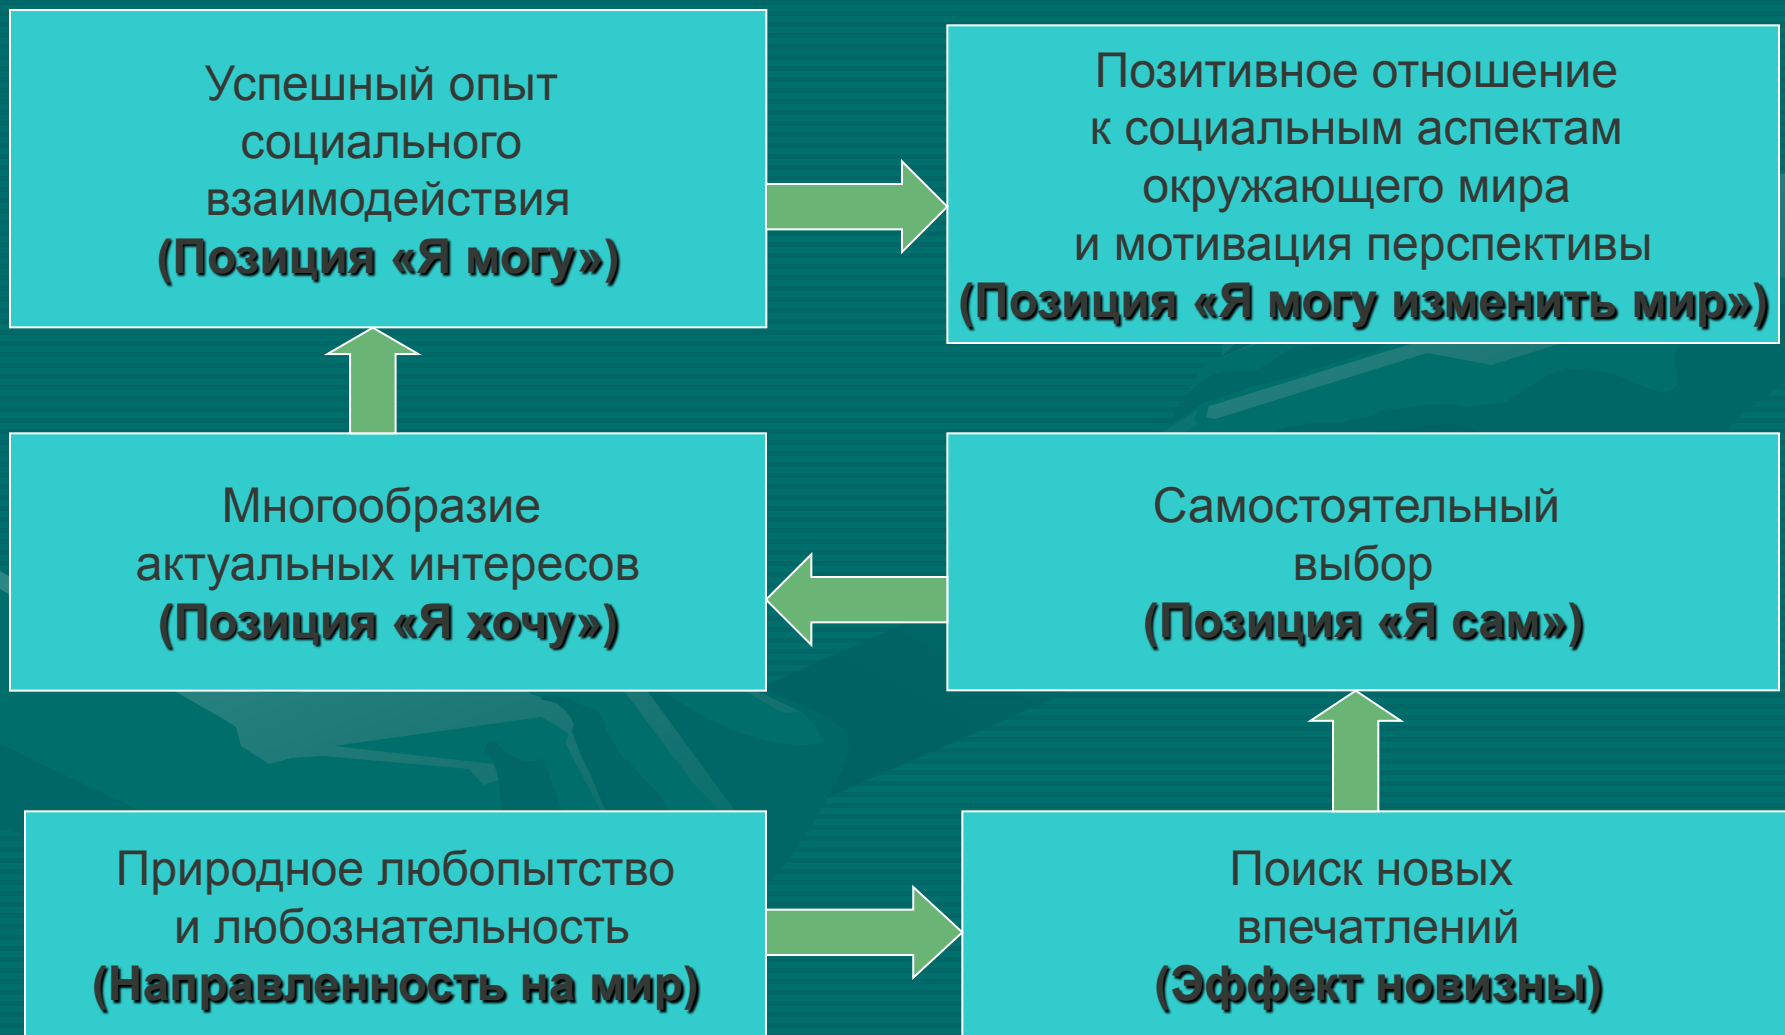 Успешный опыт
социального
взаимодействия
(Позиция «Я могу»)
Позитивное отношение
к социальным аспектам
окружающего мира
и мотивация перспективы
(Позиция «Я могу изменить мир»)
Многообразие
актуальных интересов
(Позиция «Я хочу»)
Самостоятельный
выбор
(Позиция «Я сам»)
Природное любопытство
и любознательность
(Направленность на мир)
Поиск новых
впечатлений
(Эффект новизны)